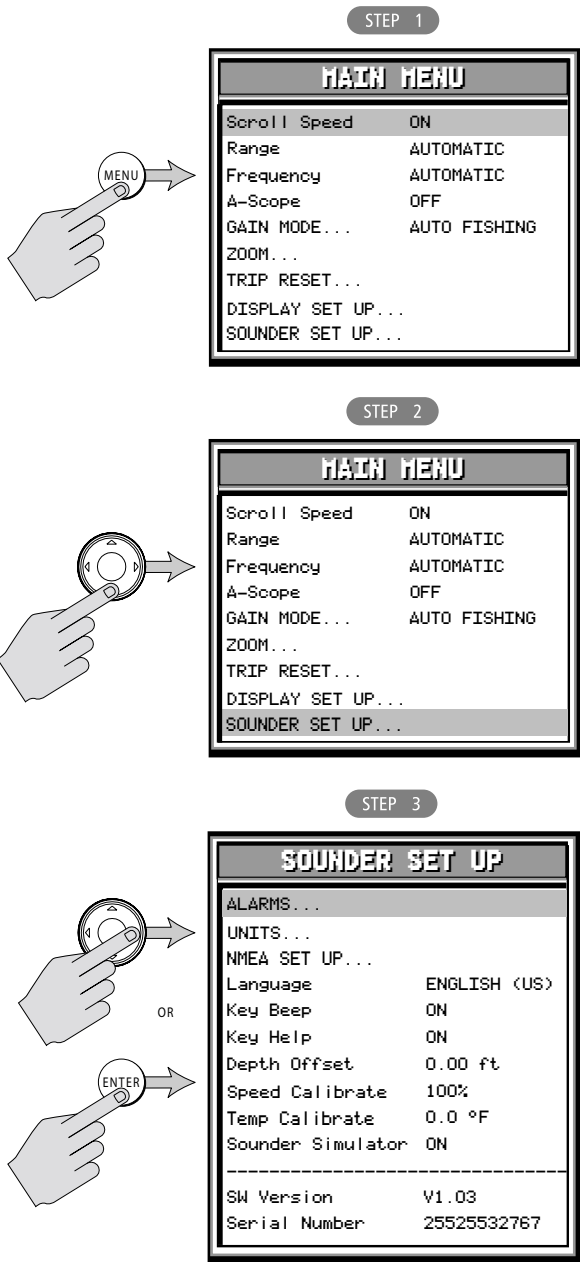 STEP 1
MAIN MENU
Scroll Speed ON
MENU
Range AUTOMATIC
Frequency AUTOMATIC
A-Scope OFF
GAIN MODE... AUTO FISHING
ZOOM...
TRIP RESET...
DISPLAY SET UP...
SOUNDER SET UP...
STEP 2
MAIN MENU
Scroll Speed ON
Range AUTOMATIC
Frequency AUTOMATIC
A-Scope OFF
GAIN MODE... AUTO FISHING
ZOOM...
TRIP RESET...
DISPLAY SET UP...
SOUNDER SET UP...
STEP 3
SOUNDER SET UP
ALARMS...
UNITS...
NMEA SET UP...
Language ENGLISH (US)
Key Beep ON
OR
Key Help ON
Depth Offset 0.00 ft
ENTER
Speed Calibrate 100%
Temp Calibrate 0.0 °F
Sounder Simulator ON
SW Version V1.03
Serial Number 25525532767